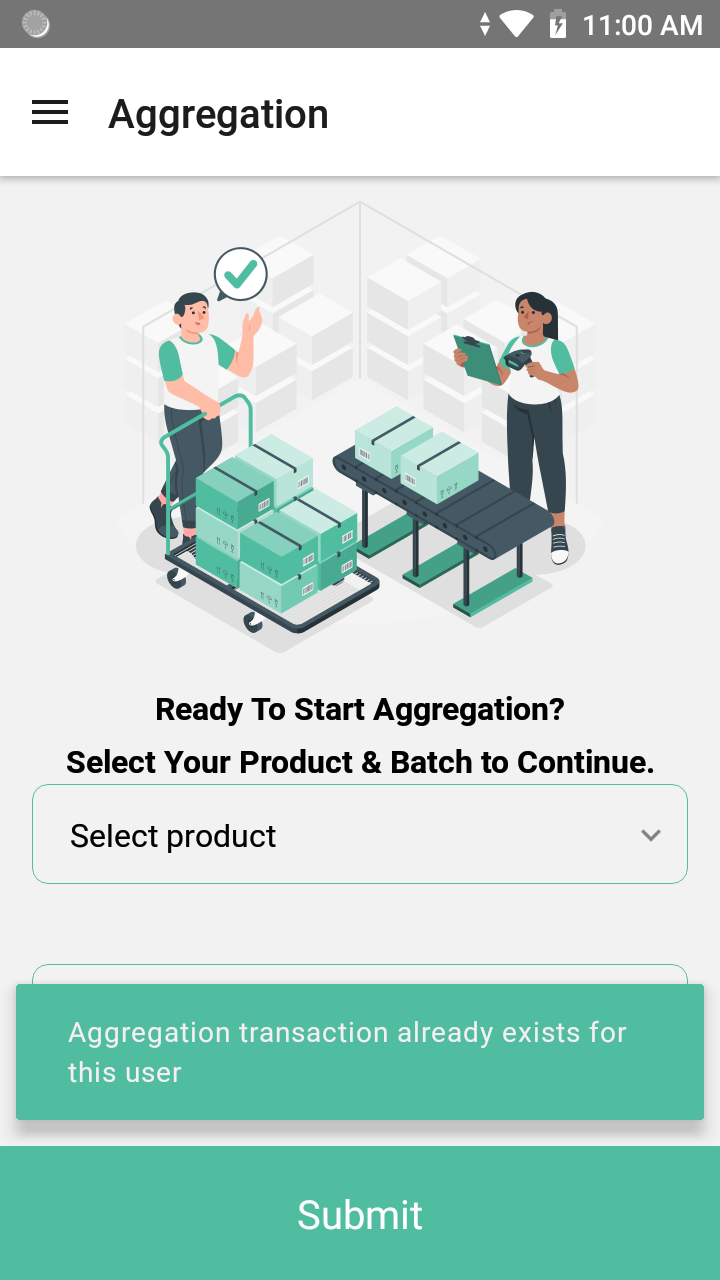 11:00 AM
Aggregation
Ready To Start Aggregation?
Select Your Product & Batch to Continue.
Select product
Aggregation transaction already exists for
this user
Submit